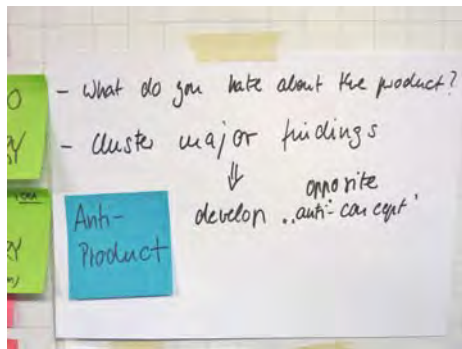 - What do you hate about the product?
- cluster major findings
⇓
opposite
develop "anti-concept"
Anti-
Product